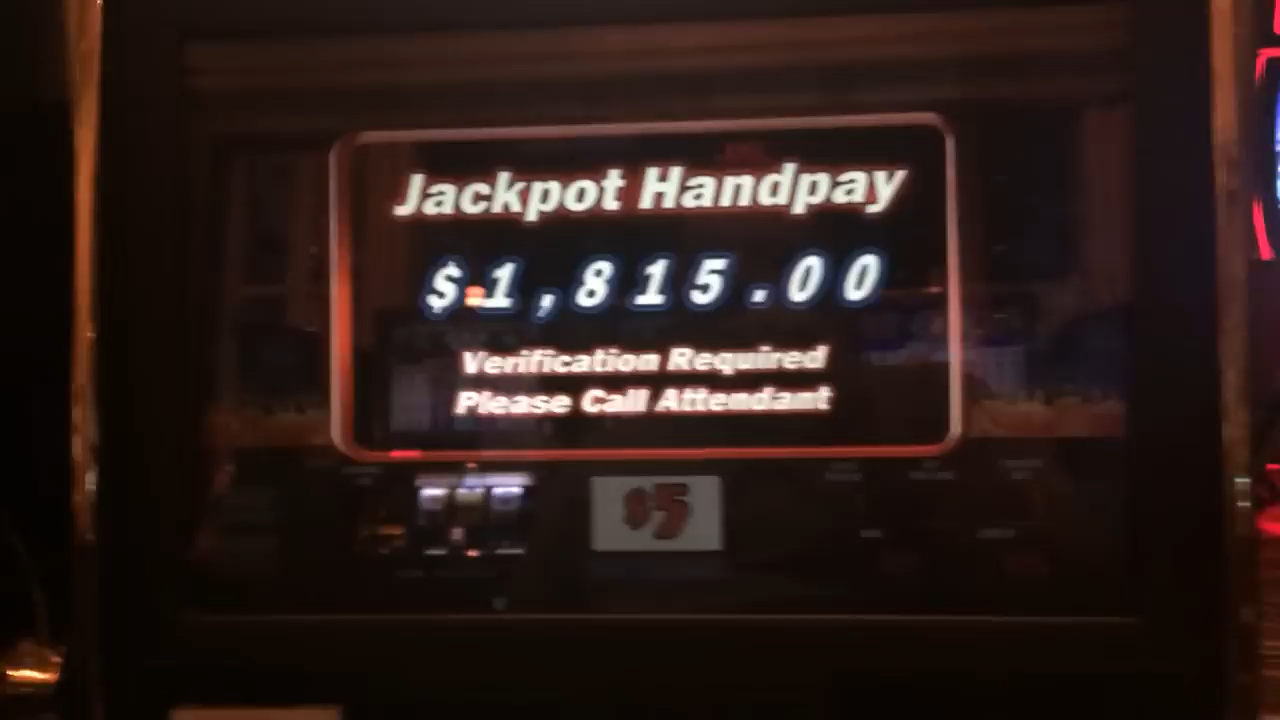 Jackpot Handpay
$1,815.00
Verification Required
Please Call Attendant
$5